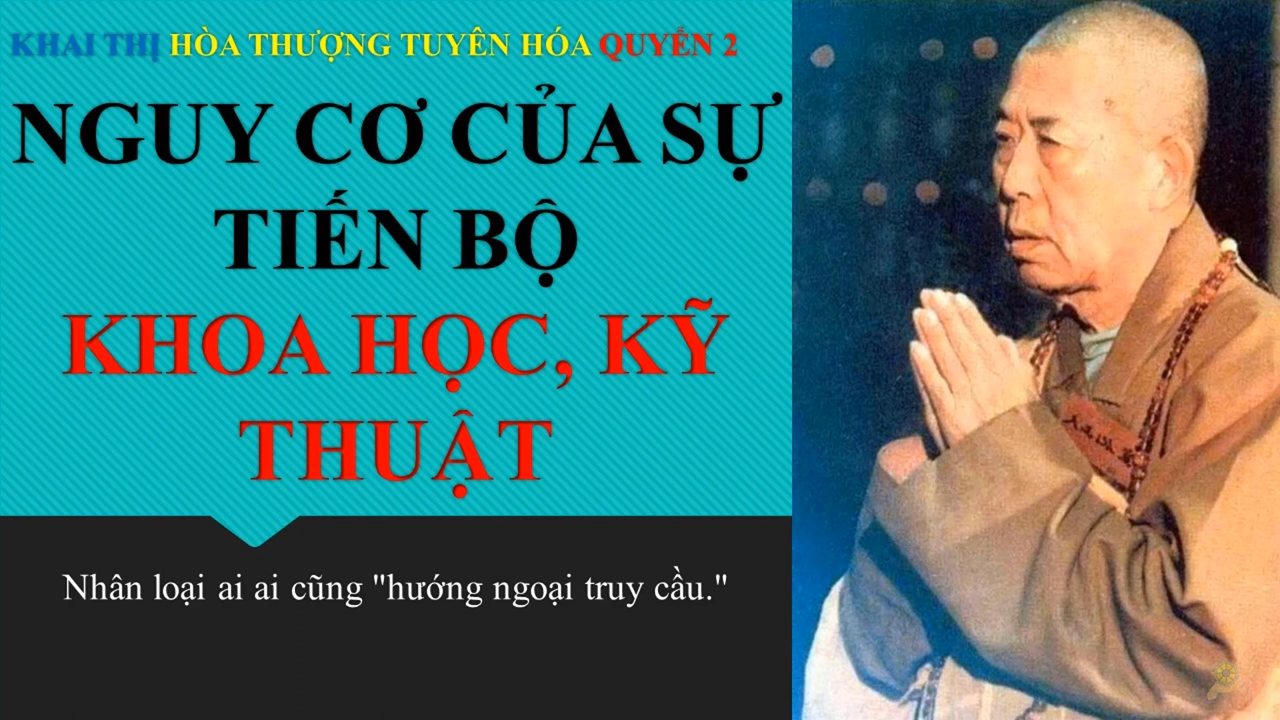 KHAI THỊ HÒA THƯỢNG TUYÊN HÓA QUYỂN 2
NGUY CƠ CỦA SỰ
TIẾN BỘ
KHOA HỌC, KỸ
THUẬT
Nhân loại ai ai cũng "hướng ngoại truy cầu."